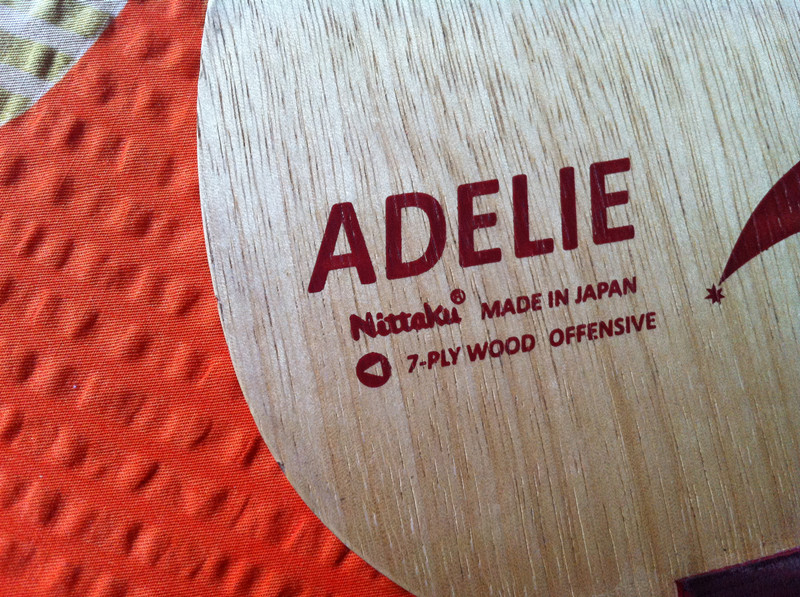 ADELIE
Nittaku® MADE IN JAPAN
7-PLY WOOD OFFENSIVE